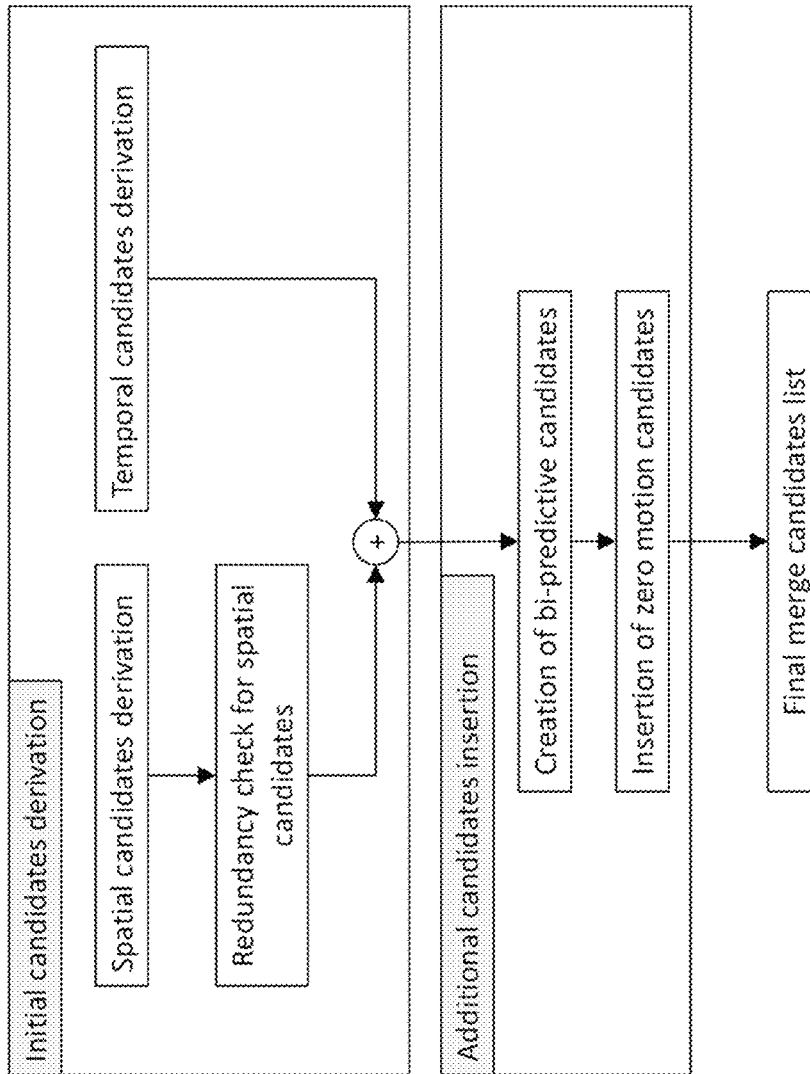 Initial candidates derivation
Spatial candidates derivation
Temporal candidates derivation
Redundancy check for spatial
candidates
+
Additional candidates insertion
Creation of bi-predictive candidates
Insertion of zero motion candidates
Final merge candidates list